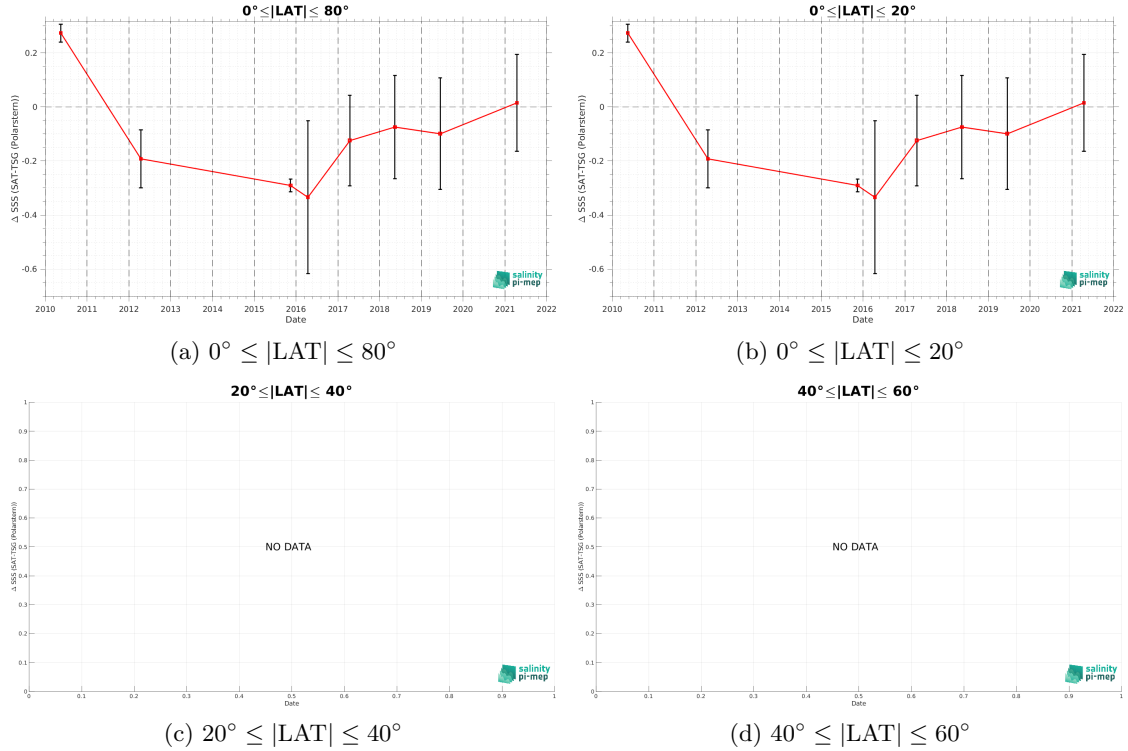 0°≤|LAT|≤ 80°
Δ SSS (SAT-TSG (Polarstern))
0.2
0
-0.2
-0.4
-0.6
2010 2011 2012 2013 2014 2015 2016 2017 2018 2019 2020 2021 2022
Date
salinity
pi-mep
(a) 0° ≤ |LAT| ≤ 80°
0°≤|LAT|≤ 20°
Δ SSS (SAT-TSG (Polarstern))
0.2
0
-0.2
-0.4
-0.6
2010 2011 2012 2013 2014 2015 2016 2017 2018 2019 2020 2021 2022
Date
salinity
pi-mep
(b) 0° ≤ |LAT| ≤ 20°
20°≤|LAT|≤ 40°
Δ SSS (SAT-TSG (Polarstern))
1
0.9
0.8
0.7
0.6
0.5
0.4
0.3
0.2
0.1
0
NO DATA
0 0.1 0.2 0.3 0.4 0.5 0.6 0.7 0.8 0.9 1
Date
salinity
pi-mep
(c) 20° ≤ |LAT| ≤ 40°
40°≤|LAT|≤ 60°
Δ SSS (SAT-TSG (Polarstern))
1
0.9
0.8
0.7
0.6
0.5
0.4
0.3
0.2
0.1
0
NO DATA
0 0.1 0.2 0.3 0.4 0.5 0.6 0.7 0.8 0.9 1
Date
salinity
pi-mep
(d) 40° ≤ |LAT| ≤ 60°